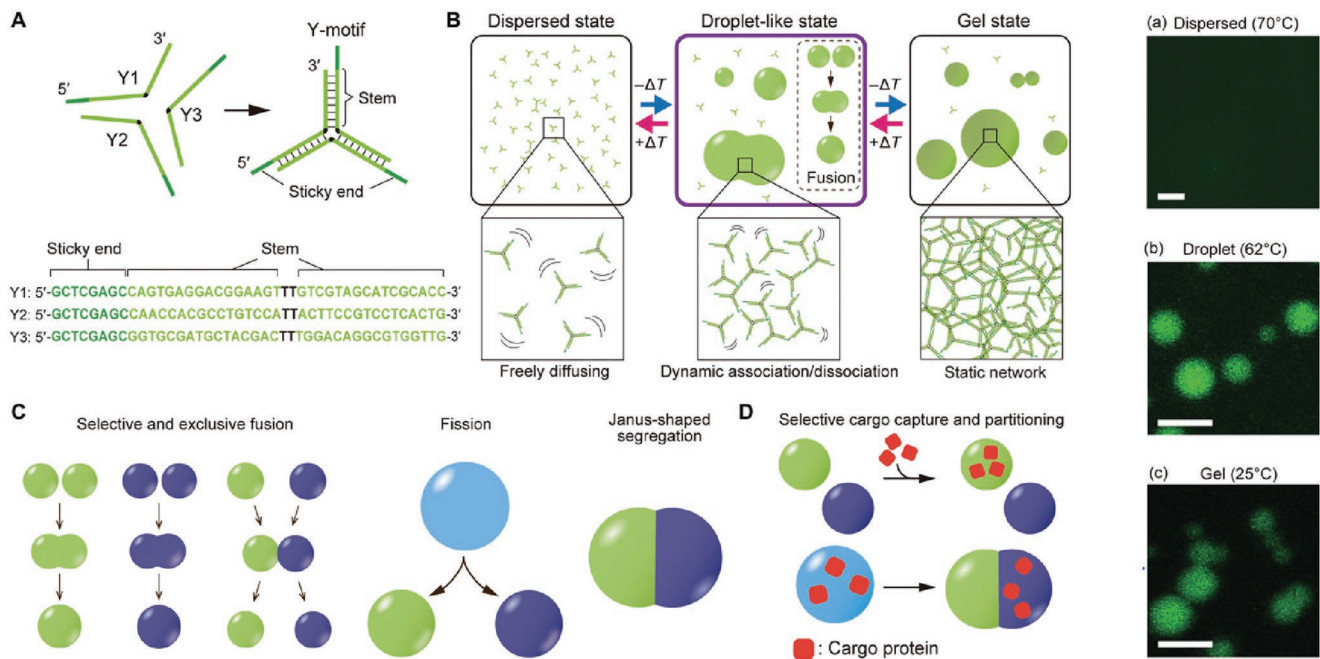 A
3′
Y1
5′
Y3
Y2
Y-motif
3′
Stem
5′
Sticky end
Sticky end
Stem
Y1: 5′-GCTCGAGCCAGTGAGGACGGAAGTTTGTCGTAGCATCGCACC-3′
Y2: 5′-GCTCGAGCCAACCACGCCTGTCCATTACTTCCGTCCTCACTG-3′
Y3: 5′-GCTCGAGCGGTGCGATGCTACGACTTTGGACAGGCGTGGTTG-3′
B
Dispersed state
Droplet-like state
Gel state
−ΔT
+ΔT
Fusion
−ΔT
+ΔT
Freely diffusing
Dynamic association/dissociation
Static network
C
Selective and exclusive fusion
Fission
Janus-shaped
segregation
D
Selective cargo capture and partitioning
: Cargo protein
(a) Dispersed (70°C)
(b) Droplet (62°C)
(c) Gel (25°C)